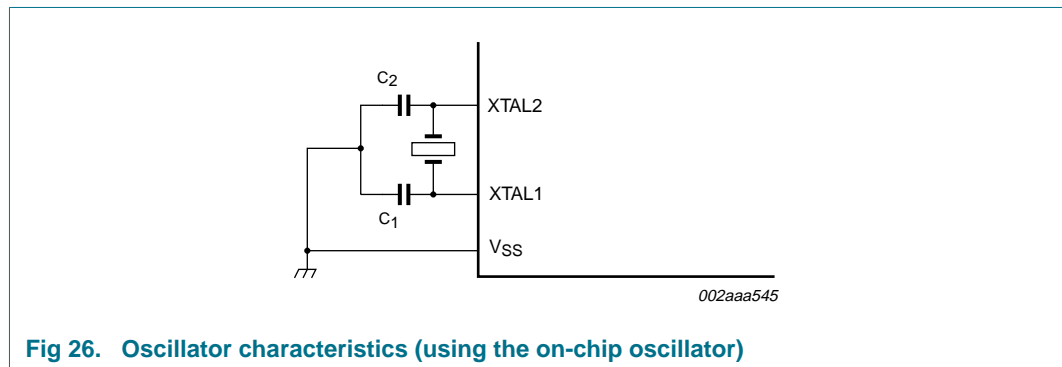 C2
XTAL2
XTAL1
C1
VSS
002aaa545
Fig 26. Oscillator characteristics (using the on-chip oscillator)